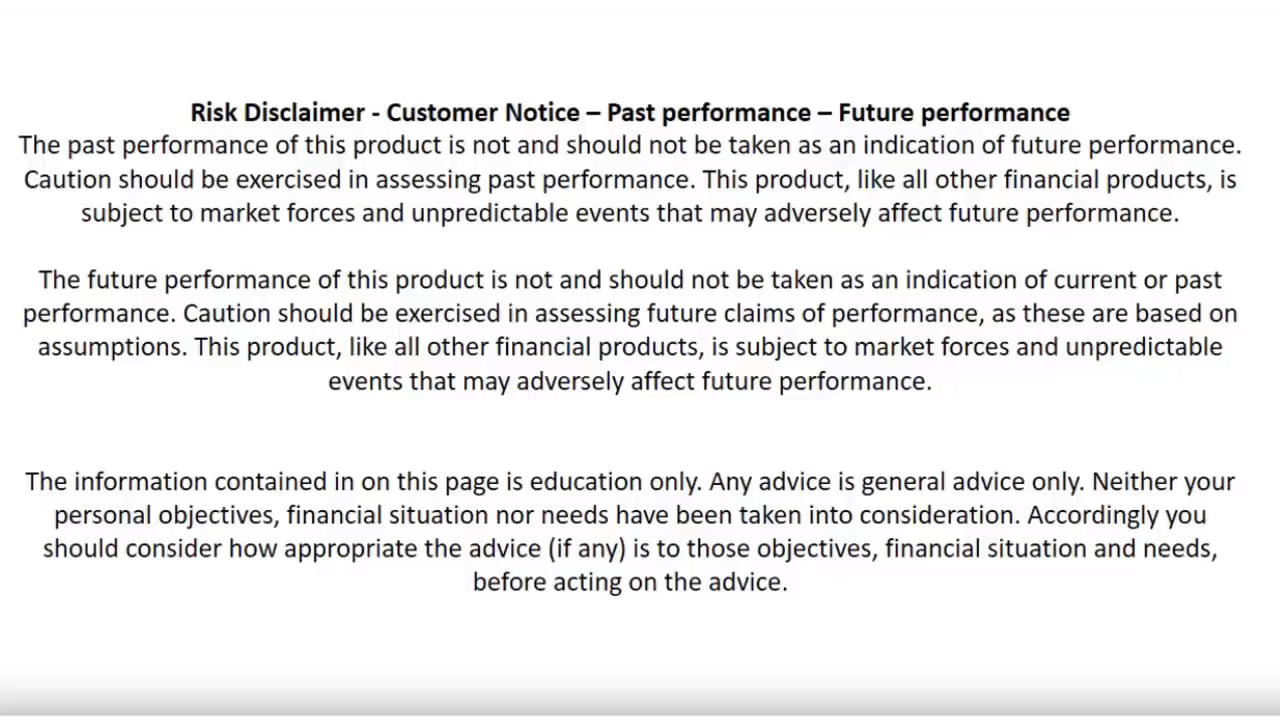 Risk Disclaimer - Customer Notice – Past performance – Future performance
The past performance of this product is not and should not be taken as an indication of future performance.
Caution should be exercised in assessing past performance. This product, like all other financial products, is
subject to market forces and unpredictable events that may adversely affect future performance.
The future performance of this product is not and should not be taken as an indication of current or past
performance. Caution should be exercised in assessing future claims of performance, as these are based on
assumptions. This product, like all other financial products, is subject to market forces and unpredictable
events that may adversely affect future performance.
The information contained in on this page is education only. Any advice is general advice only. Neither your
personal objectives, financial situation nor needs have been taken into consideration. Accordingly you
should consider how appropriate the advice (if any) is to those objectives, financial situation and needs,
before acting on the advice.